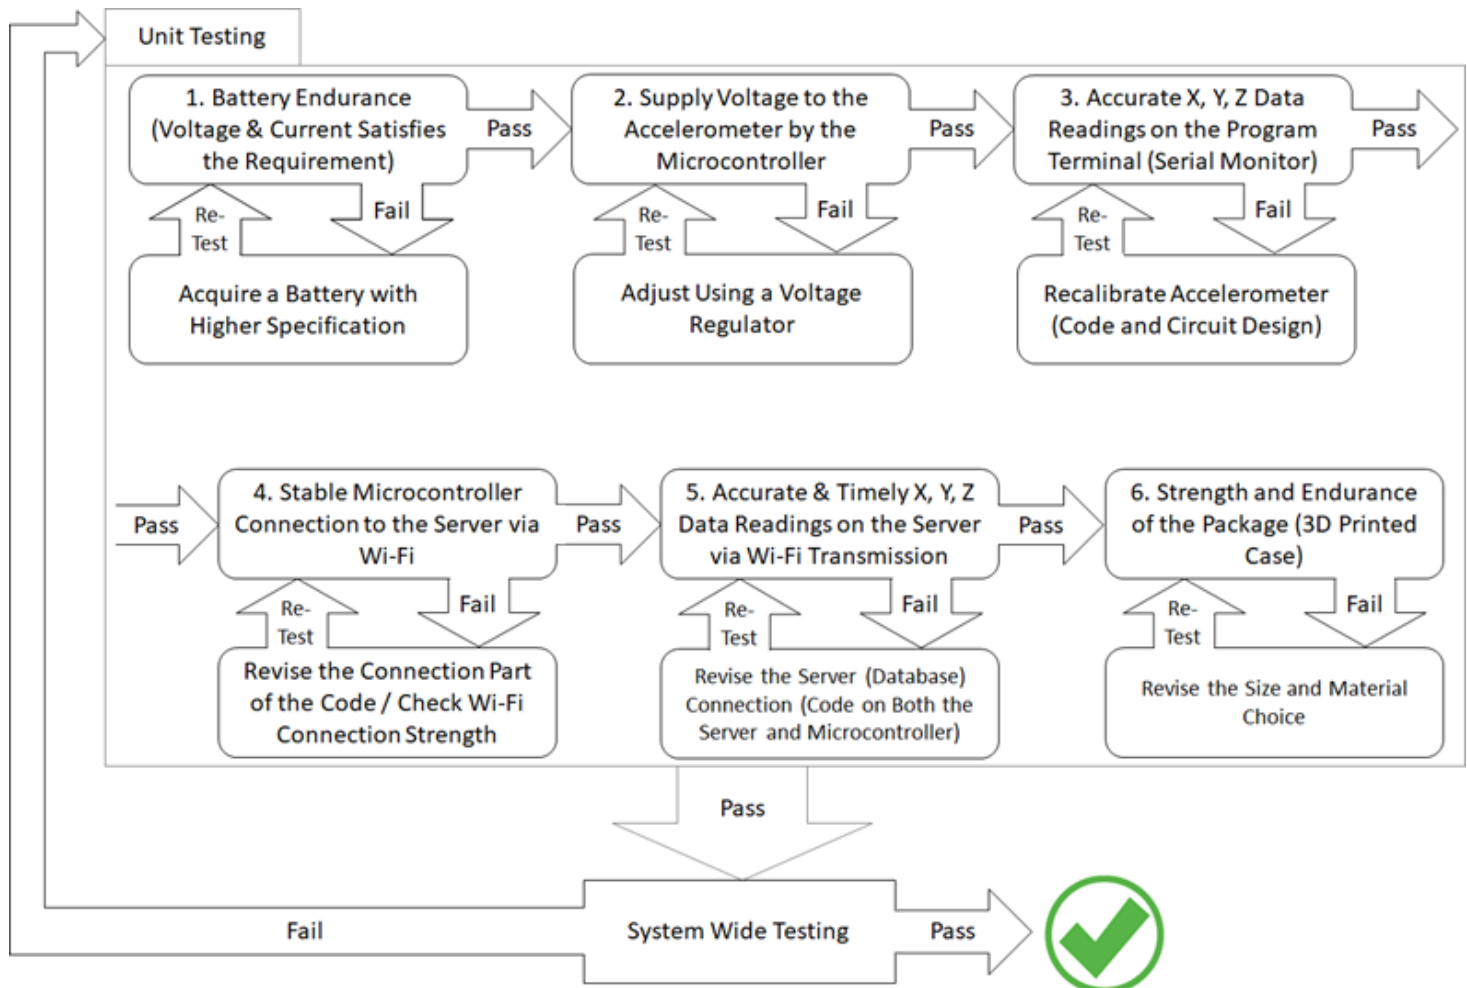 Unit Testing
1. Battery Endurance
(Voltage & Current Satisfies
the Requirement)
Pass
2. Supply Voltage to the
Accelerometer by the
Microcontroller
Pass
3. Accurate X, Y, Z Data
Readings on the Program
Terminal (Serial Monitor)
Pass
Re-
Test
Fail
Re-
Test
Fail
Re-
Test
Fail
Acquire a Battery with
Higher Specification
Adjust Using a Voltage
Regulator
Recalibrate Accelerometer
(Code and Circuit Design)
Pass
4. Stable Microcontroller
Connection to the Server via
Wi-Fi
Pass
5. Accurate & Timely X, Y, Z
Data Readings on the Server
via Wi-Fi Transmission
Pass
6. Strength and Endurance
of the Package (3D Printed
Case)
Re-
Test
Fail
Re-
Test
Fail
Re-
Test
Fail
Revise the Connection Part
of the Code / Check Wi-Fi
Connection Strength
Revise the Server (Database)
Connection (Code on Both the
Server and Microcontroller)
Revise the Size and Material
Choice
Pass
Fail
System Wide Testing
Pass